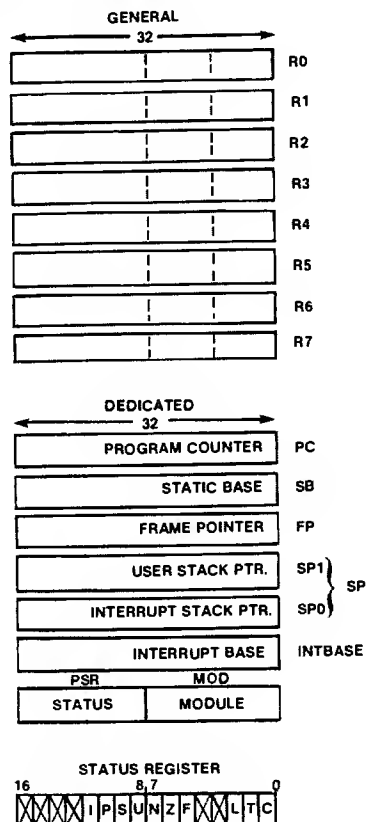 GENERAL
32
R0
R1
R2
R3
R4
R5
R6
R7
DEDICATED
32
PROGRAM COUNTER PC
STATIC BASE SB
FRAME POINTER FP
USER STACK PTR. SP1
SP
INTERRUPT STACK PTR. SP0
INTERRUPT BASE INTBASE
PSR MOD
STATUS MODULE
STATUS REGISTER
16 8,7 0
I P S U N Z F L T C